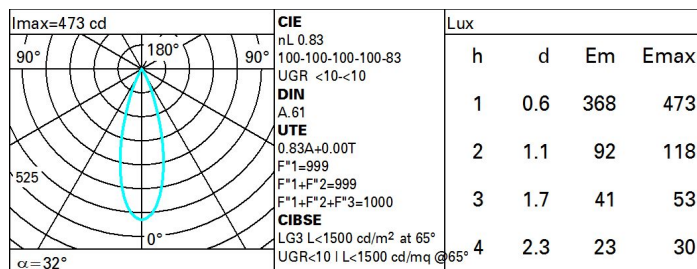 Imax=473 cd
90°
180°
90°
525
0°
α=32°
CIE
nL 0.83
100-100-100-100-83
UGR <10-<10
DIN
A.61
UTE
0.83A+0.00T
F"1=999
F"1+F"2=999
F"1+F"2+F"3=1000
CIBSE
LG3 L<1500 cd/m² at 65°
UGR<10 | L<1500 cd/mq @65°
Lux
h d Em Emax
1 0.6 368 473
2 1.1 92 118
3 1.7 41 53
4 2.3 23 30